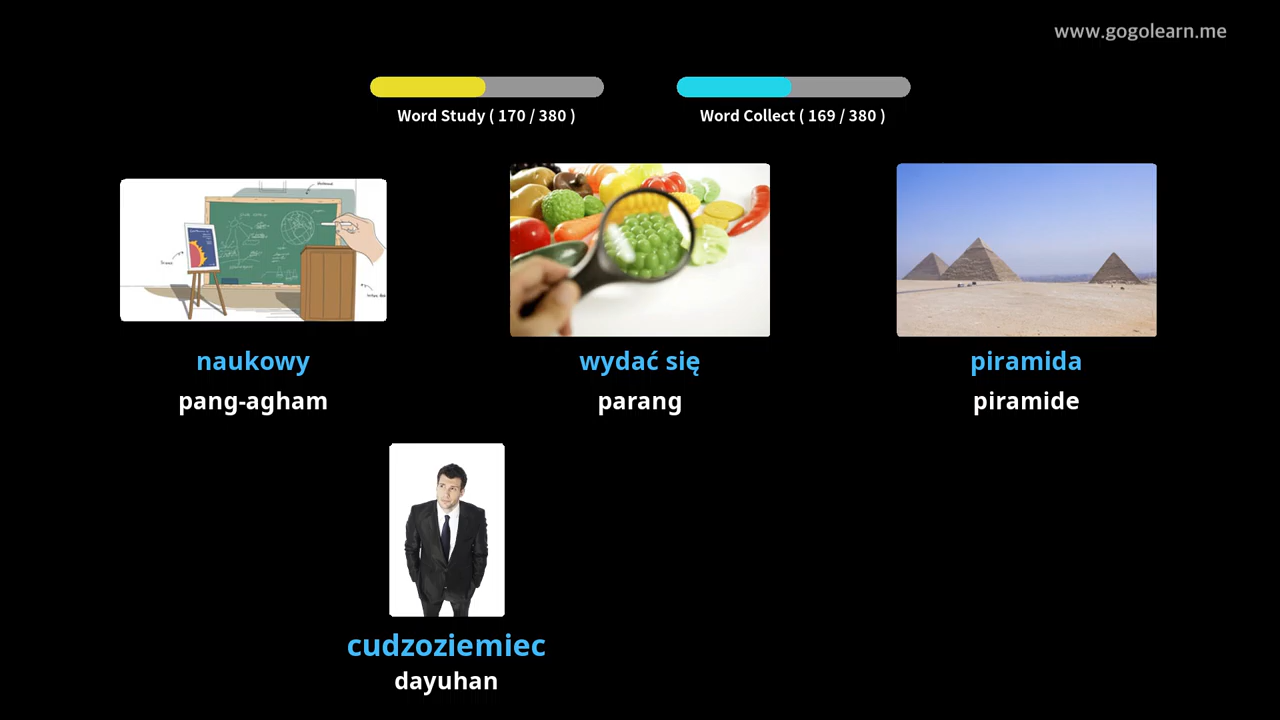 www.gogolearn.me
Word Study ( 170 / 380 )
Word Collect ( 169 / 380 )
naukowy
wydać się
piramida
pang-agham
parang
piramide
cudzoziemiec
dayuhan